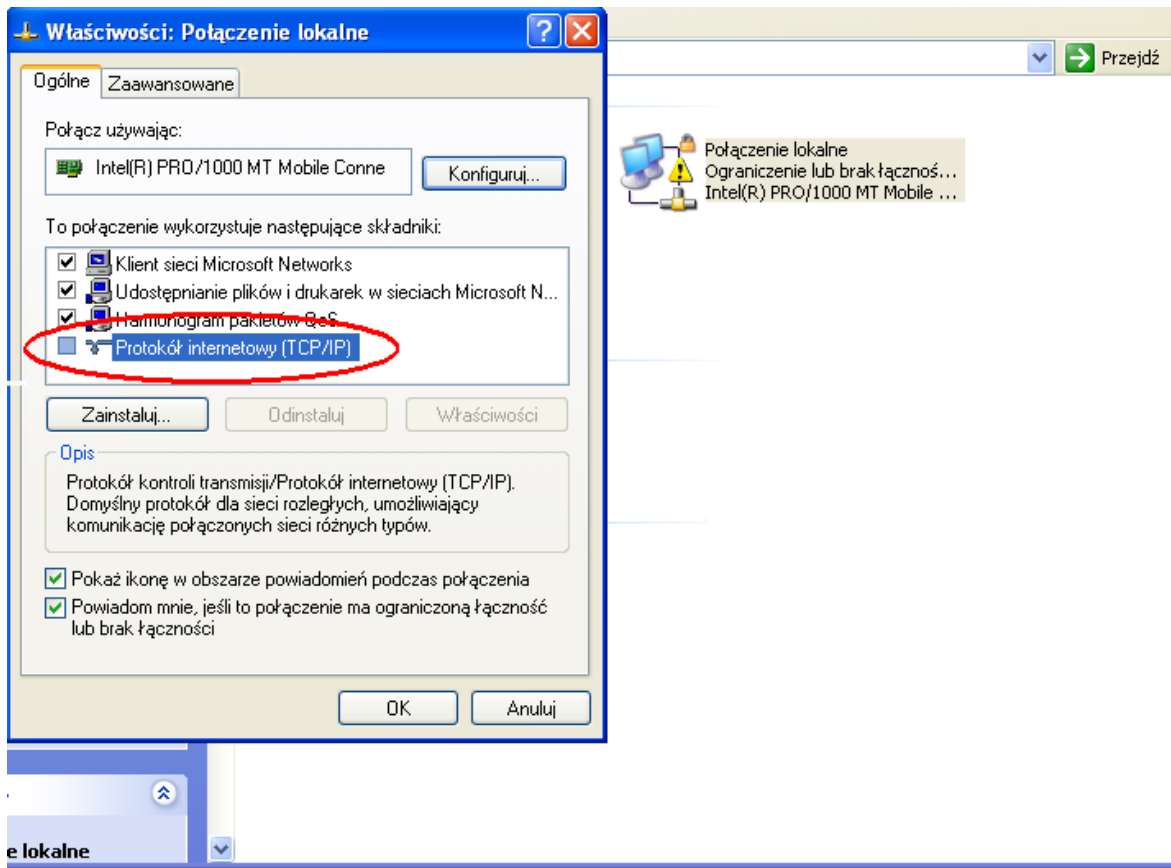 Właściwości: Połączenie lokalne
Ogólne
Zaawansowane
Połącz używając:
Intel(R) PRO/1000 MT Mobile Conne
Konfiguruj...
To połączenie wykorzystuje następujące składniki:
Klient sieci Microsoft Networks
Udostępnianie plików i drukarek w sieciach Microsoft N...
Harmonogram pakietów QoS
Protokół internetowy (TCP/IP)
Zainstaluj...
Odinstaluj
Właściwości
Opis
Protokół kontroli transmisji/Protokół internetowy (TCP/IP).
Domyślny protokół dla sieci rozległych, umożliwiający
komunikację połączonych sieci różnych typów.
Pokaż ikonę w obszarze powiadomień podczas połączenia
Powiadom mnie, jeśli to połączenie ma ograniczoną łączność
lub brak łączności
OK
Anuluj
Przejdź
Połączenie lokalne
Ograniczenie lub brak łącznoś...
Intel(R) PRO/1000 MT Mobile ...
e lokalne